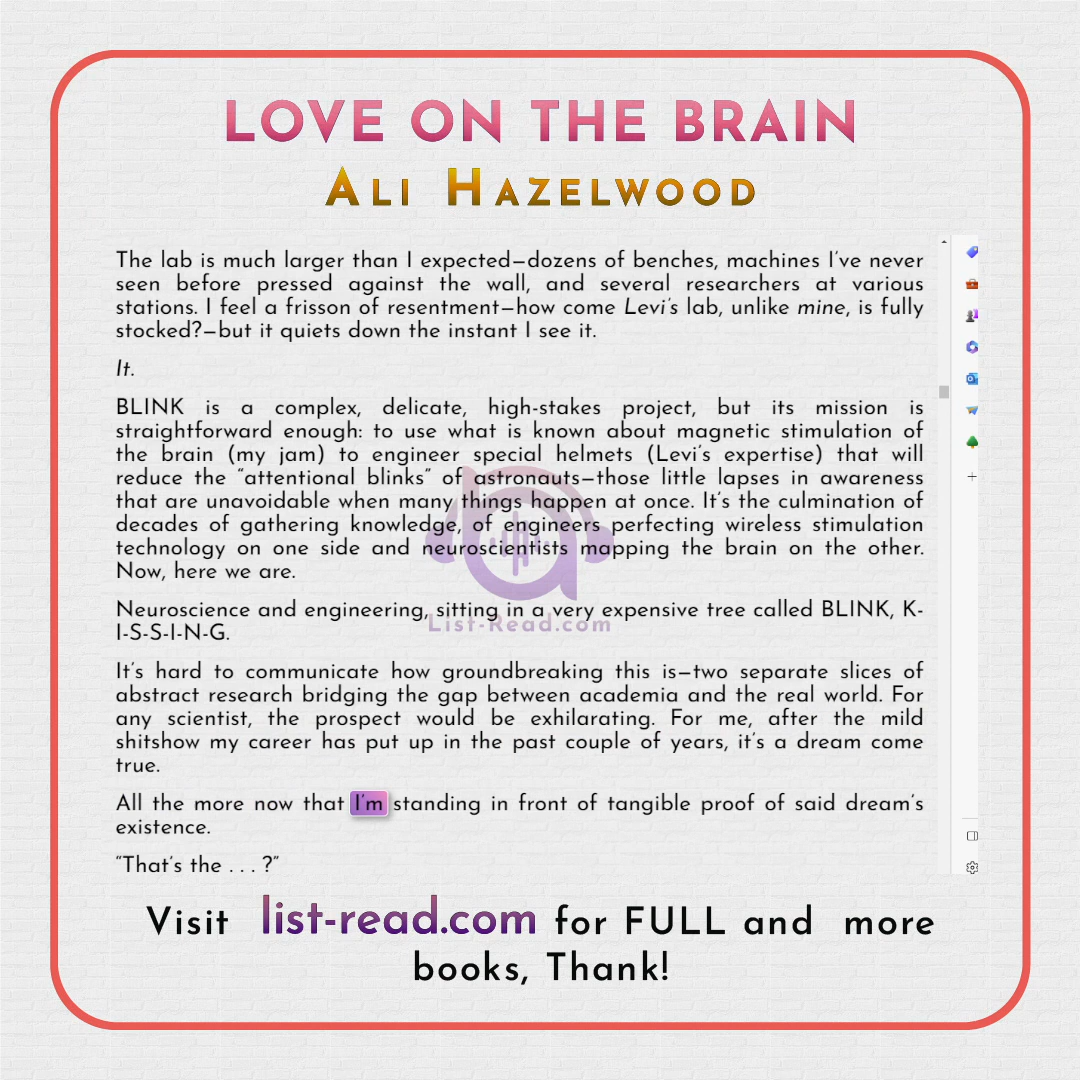 LOVE ON THE BRAIN
ALI HAZELWOOD
The lab is much larger than I expected—dozens of benches, machines I've never
seen before pressed against the wall, and several researchers at various
stations. I feel a frisson of resentment—how come Levi's lab, unlike mine, is fully
stocked?—but it quiets down the instant I see it.
It.
BLINK is a complex, delicate, high-stakes project, but its mission is
straightforward enough: to use what is known about magnetic stimulation of
the brain (my jam) to engineer special helmets (Levi's expertise) that will
reduce the “attentional blinks” of astronauts—those little lapses in awareness
that are unavoidable when many things happen at once. It's the culmination of
decades of gathering knowledge, of engineers perfecting wireless stimulation
technology on one side and neuroscientists mapping the brain on the other.
Now, here we are.
Neuroscience and engineering, sitting in a very expensive tree called BLINK, K-
I-S-S-I-N-G.
List-Read.com
It's hard to communicate how groundbreaking this is—two separate slices of
abstract research bridging the gap between academia and the real world. For
any scientist, the prospect would be exhilarating. For me, after the mild
shitshow my career has put up in the past couple of years, it's a dream come
true.
All the more now that I'm standing in front of tangible proof of said dream's
existence.
“That's the . . . ?”
Visit list-read.com for FULL and more
books, Thank!